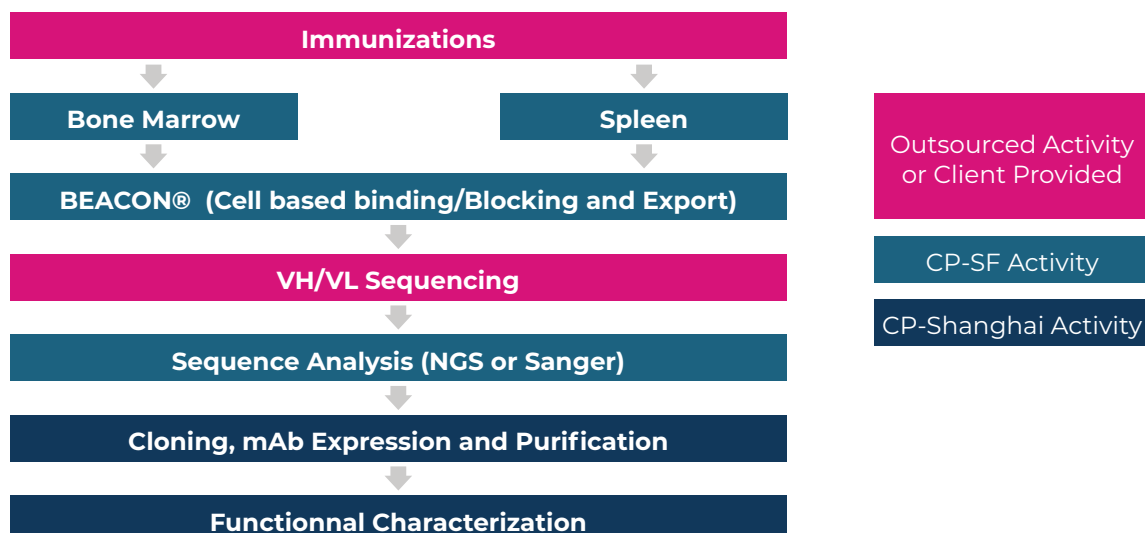 Immunizations
Bone Marrow
Spleen
BEACON® (Cell based binding/Blocking and Export)
VH/VL Sequencing
Sequence Analysis (NGS or Sanger)
Cloning, mAb Expression and Purification
Functionnal Characterization
Outsourced Activity
or Client Provided
CP-SF Activity
CP-Shanghai Activity